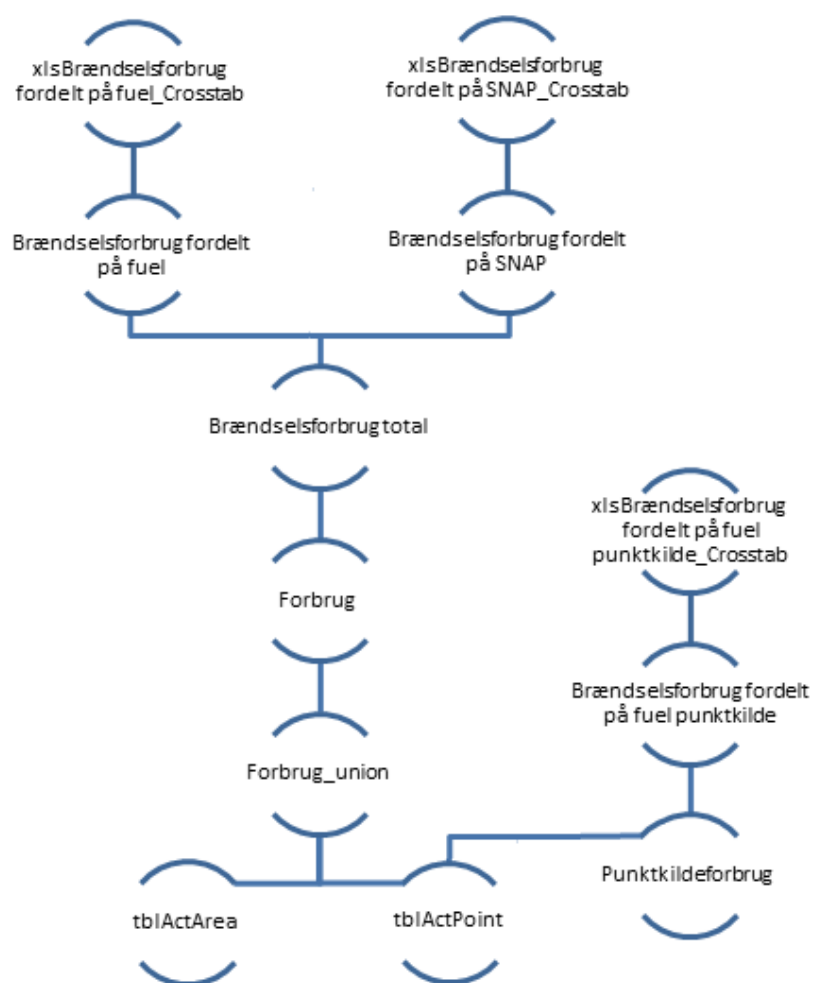 xlsBrændselsforbrug
fordelt på fuel_Crosstab
xlsBrændselsforbrug
fordelt på SNAP_Crosstab
Brændselsforbrug fordelt
på fuel
Brændselsforbrug fordelt
på SNAP
Brændselsforbrug total
xlsBrændselsforbrug
fordelt på fuel
punktkilde_Crosstab
Forbrug
Brændselsforbrug fordelt
på fuel punktkilde
Forbrug_union
Punktkildeforbrug
tblActArea
tblActPoint